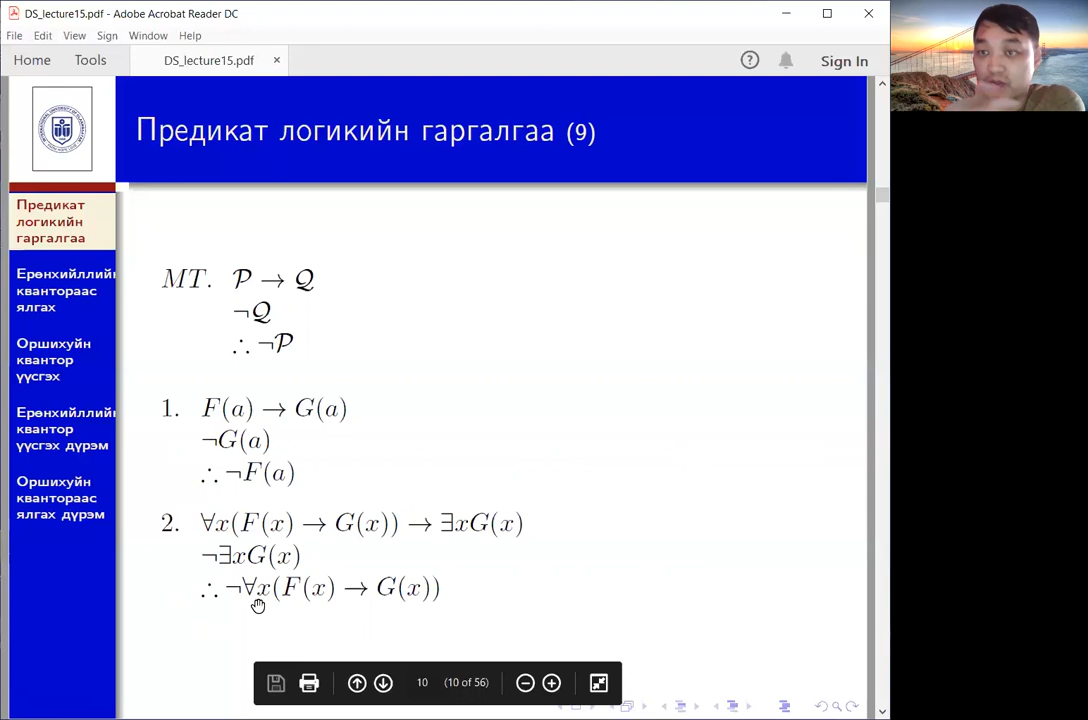 DS_lecture15.pdf - Adobe Acrobat Reader DC
File Edit View Sign Window Help
Home Tools DS_lecture15.pdf × Sign In
Предикат логикийн гаргалгаа (9)
Предикат
логикийн
гаргалгаа
Ерөнхийллийн
квантораас
ялгах
Оршихуйн
квантор
үүсгэх
Ерөнхийллийн
квантор
үүсгэх дүрэм
Оршихуйн
квантораас
ялгах дүрэм
MT. 𝒫 → 𝒬
¬𝒬
∴ ¬𝒫
1. F(a) → G(a)
¬G(a)
∴ ¬F(a)
2. ∀x(F(x) → G(x)) → ∃xG(x)
¬∃xG(x)
∴ ¬∀x(F(x) → G(x))
10 (10 of 56)